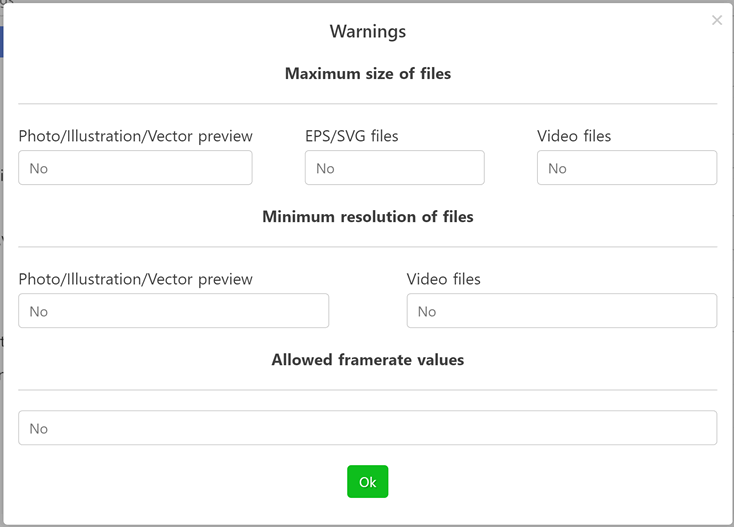 Warnings
×
Maximum size of files
Photo/Illustration/Vector preview EPS/SVG files Video files
No No No
Minimum resolution of files
Photo/Illustration/Vector preview Video files
No No
Allowed framerate values
No
Ok